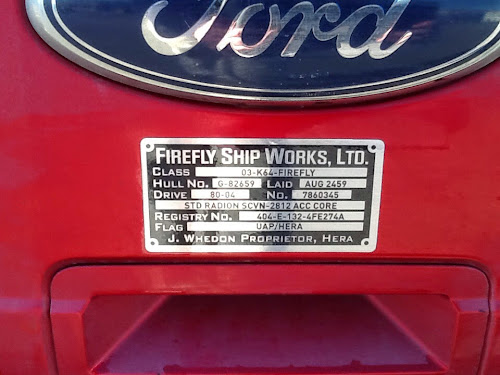 Ford
FIREFLY SHIP WORKS, LTD.
CLASS 03-K64-FIREFLY
HULL NO. G-82659 LAID AUG 2459
DRIVE 80-04 NO. 7860345
STD RADION SCVN-2812 ACC CORE
REGISTRY NO. 404-E-132-4FE274A
FLAG UAP/HERA
J. WHEDON PROPRIETOR, HERA